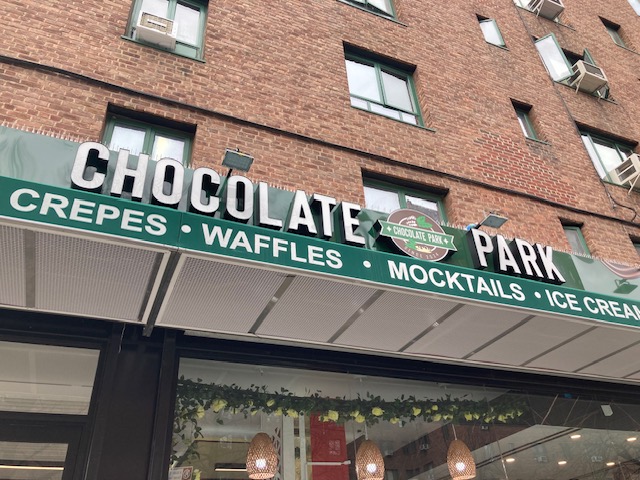 CHOCOLATE PARK
CHOCOLATE PARK
CREPES • WAFFLES • MOCKTAILS • ICE CREAM